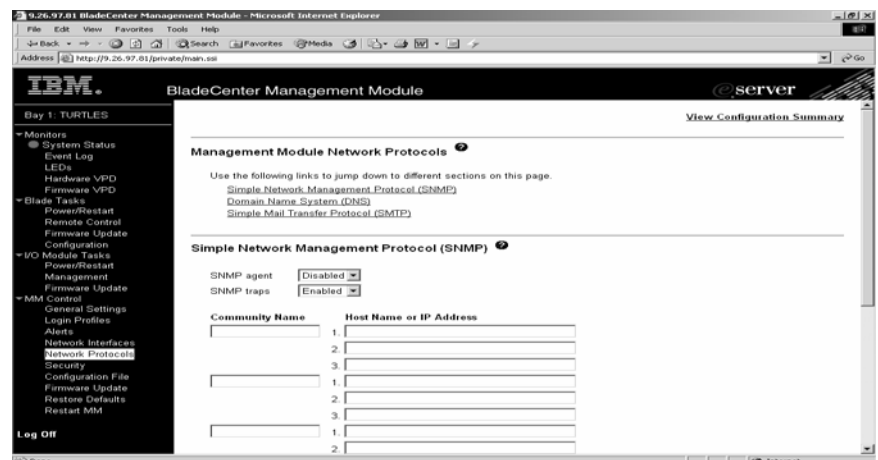 9.26.97.81 BladeCenter Management Module - Microsoft Internet Explorer
File Edit View Favorites Tools Help
Back Search Favorites Media
Address http://9.26.97.81/private/main.ssi Go
IBM. BladeCenter Management Module @server
Bay 1: TURTLES
View Configuration Summary
Monitors
System Status
Event Log
LEDs
Hardware VPD
Firmware VPD
Blade Tasks
Power/Restart
Remote Control
Firmware Update
Configuration
I/O Module Tasks
Power/Restart
Management
Firmware Update
MM Control
General Settings
Login Profiles
Alerts
Network Interfaces
Network Protocols
Security
Configuration File
Firmware Update
Restore Defaults
Restart MM
Log Off
Management Module Network Protocols ?
Use the following links to jump down to different sections on this page.
Simple Network Management Protocol (SNMP)
Domain Name System (DNS)
Simple Mail Transfer Protocol (SMTP)
Simple Network Management Protocol (SNMP) ?
SNMP agent Disabled
SNMP traps Enabled
Community Name Host Name or IP Address
1.
2.
3.
1.
2.
3.
1.
2.